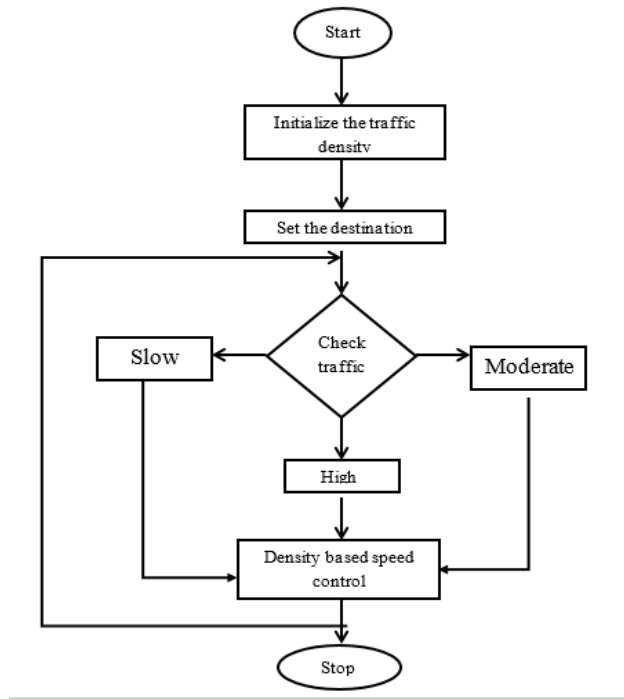 Start
Initialize the traffic
density
Set the destination
Check
traffic
Slow
Moderate
High
Density based speed
control
Stop